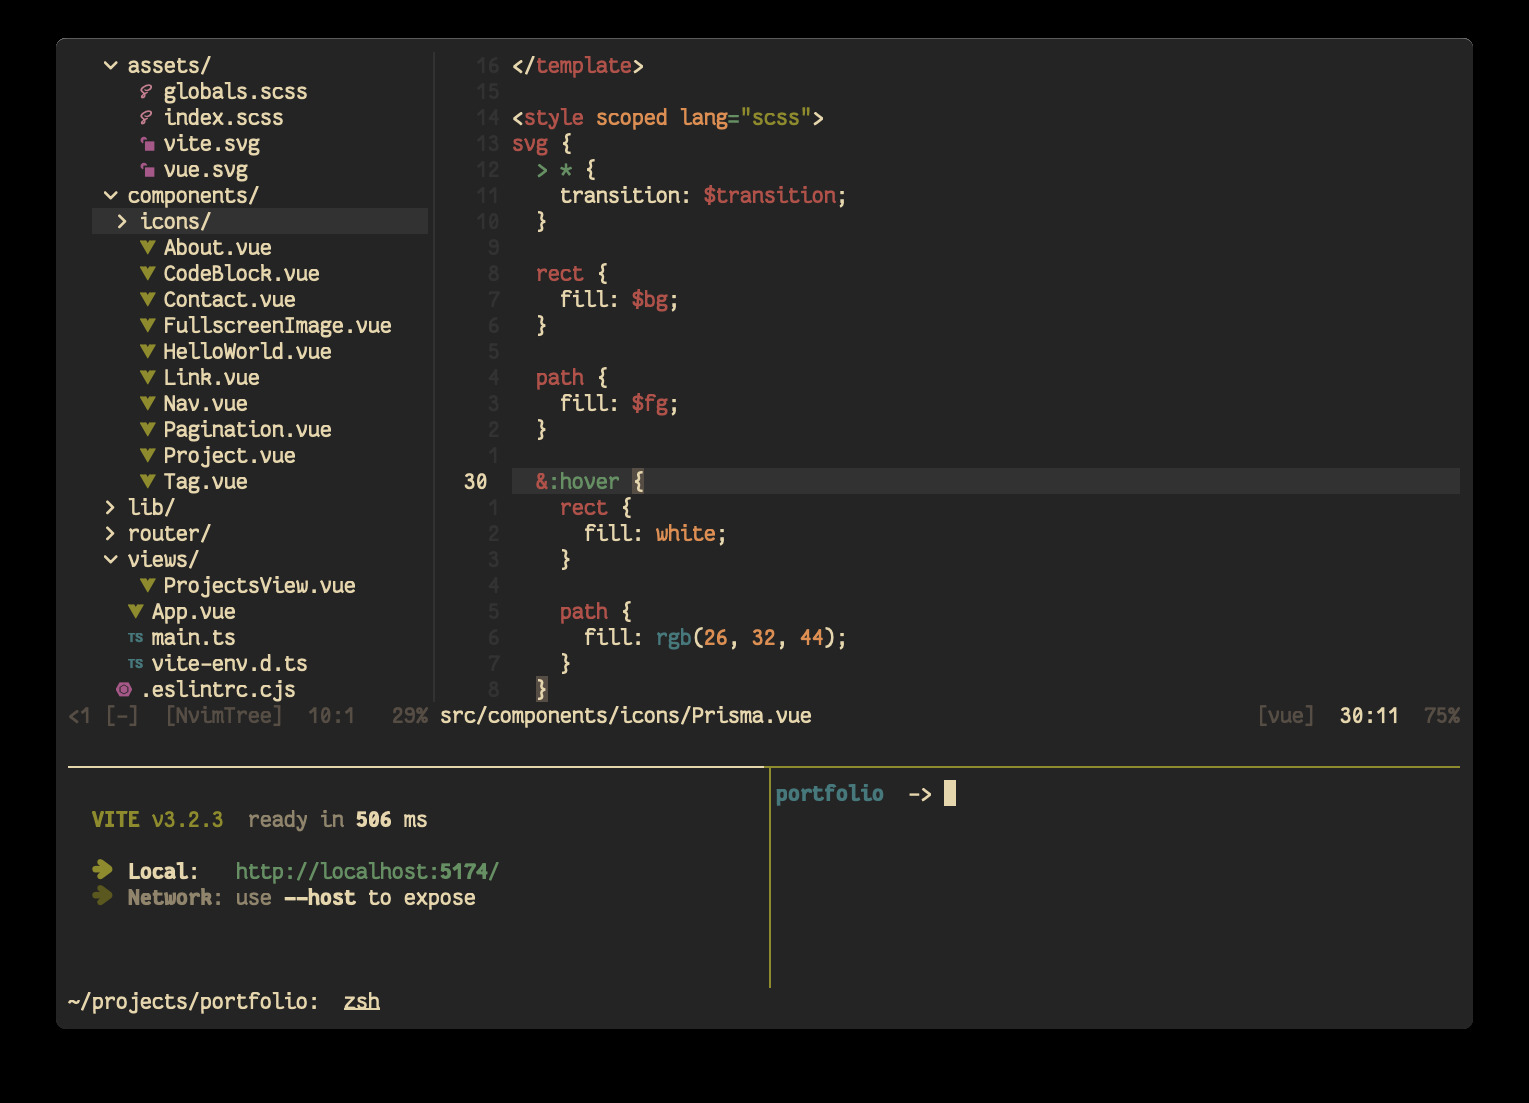 assets/
globals.scss
index.scss
vite.svg
vue.svg
components/
icons/
About.vue
CodeBlock.vue
Contact.vue
FullscreenImage.vue
HelloWorld.vue
Link.vue
Nav.vue
Pagination.vue
Project.vue
Tag.vue
lib/
router/
views/
ProjectsView.vue
App.vue
TS main.ts
TS vite-env.d.ts
.eslintrc.cjs
<1 [-] [NvimTree] 10:1 29%
16 </template>
15
14 <style scoped lang="scss">
13 svg {
12   > * {
11     transition: $transition;
10   }
9
8   rect {
7     fill: $bg;
6   }
5
4   path {
3     fill: $fg;
2   }
1
30   &:hover {
1     rect {
2       fill: white;
3     }
4
5     path {
6       fill: rgb(26, 32, 44);
7     }
8   }
src/components/icons/Prisma.vue [vue] 30:11 75%
VITE v3.2.3 ready in 506 ms
➜ Local: http://localhost:5174/
➜ Network: use --host to expose
portfolio ->
~/projects/portfolio: zsh